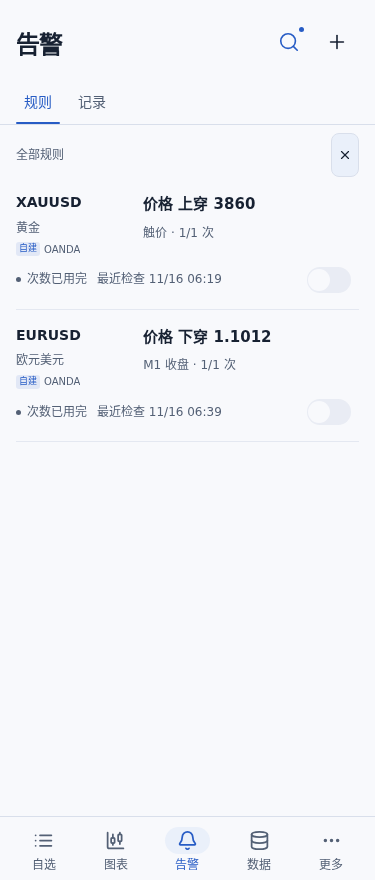 告警
规则 记录
全部规则
XAUUSD 价格 上穿 3860
黄金 触价 · 1/1 次
自建 OANDA
次数已用完 最近检查 11/16 06:19
EURUSD 价格 下穿 1.1012
欧元美元 M1 收盘 · 1/1 次
自建 OANDA
次数已用完 最近检查 11/16 06:39
自选 图表 告警 数据 更多